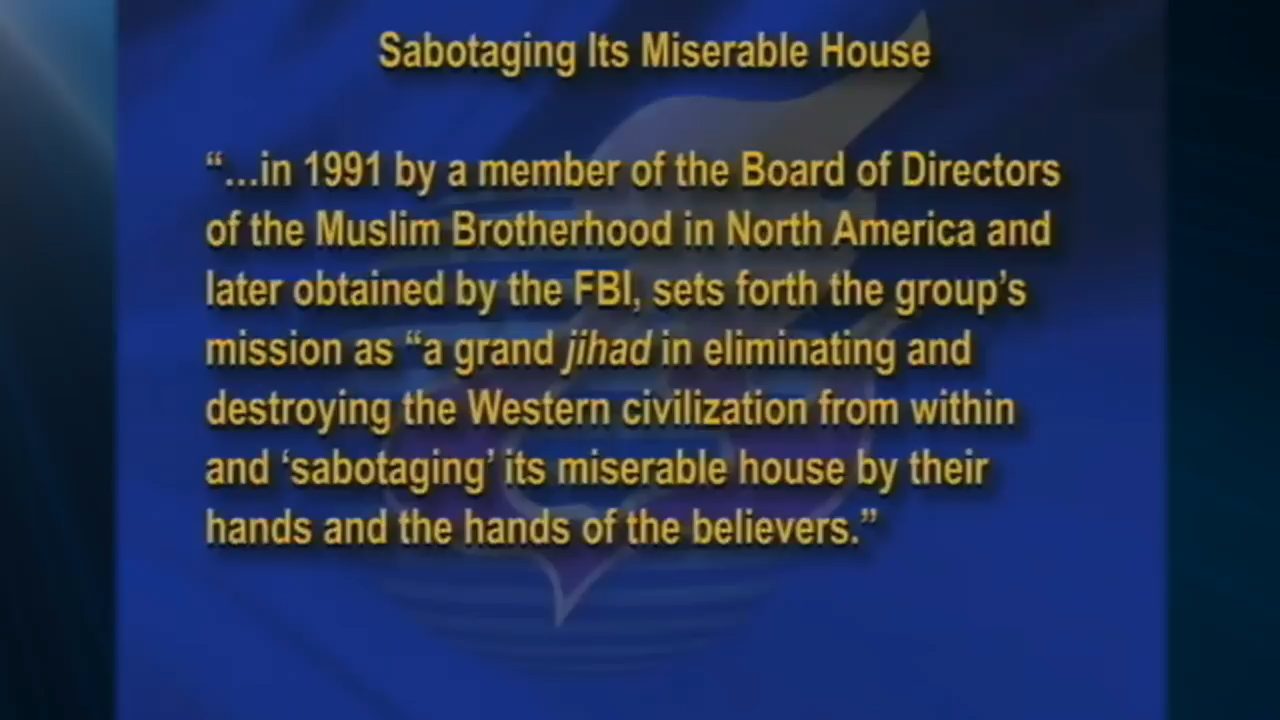 Sabotaging Its Miserable House
“...in 1991 by a member of the Board of Directors
of the Muslim Brotherhood in North America and
later obtained by the FBI, sets forth the group’s
mission as “a grand jihad in eliminating and
destroying the Western civilization from within
and ‘sabotaging’ its miserable house by their
hands and the hands of the believers.”